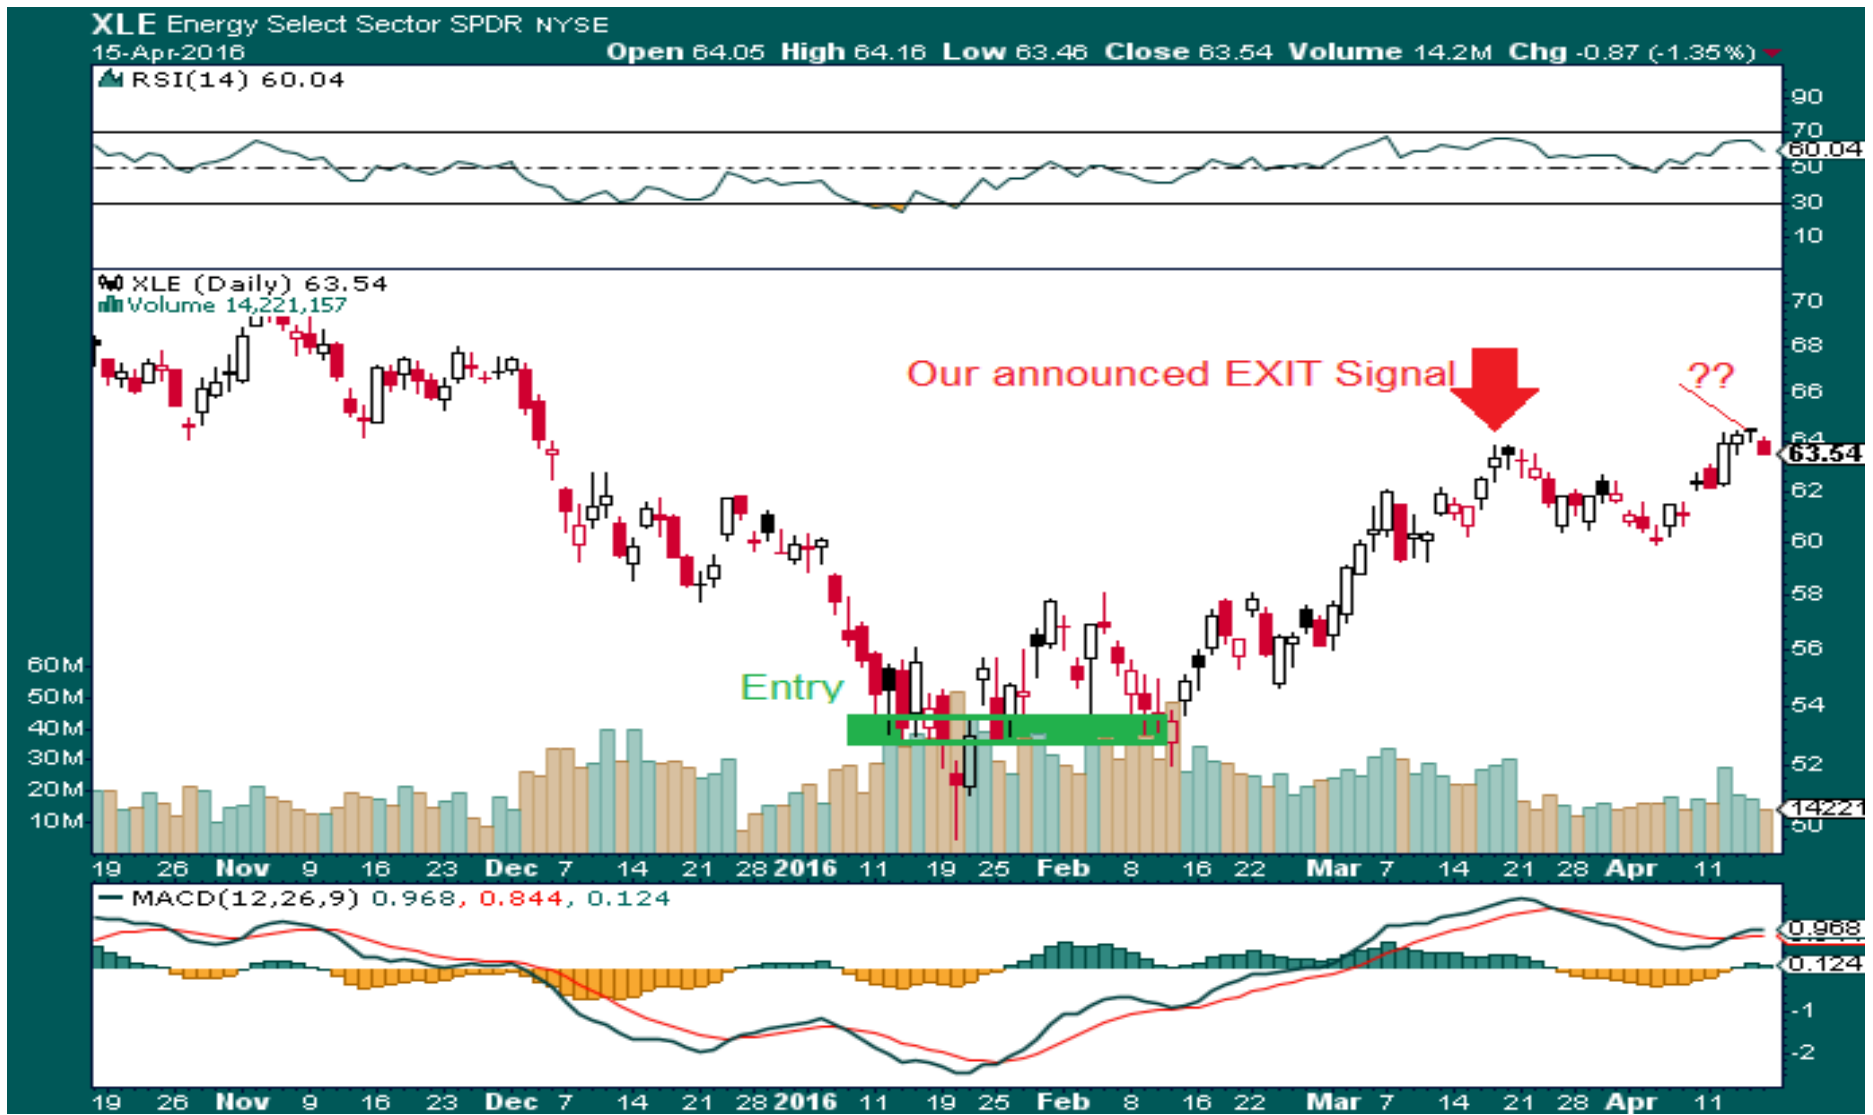 XLE Energy Select Sector SPDR NYSE
15-Apr-2016 Open 64.05 High 64.16 Low 63.46 Close 63.54 Volume 14.2M Chg -0.87 (-1.35%)
RSI(14) 60.04
90
70
60.04
50
30
10
XLE (Daily) 63.54
Volume 14,221,157
70
68
Our announced EXIT Signal
??
66
64
63.54
62
60
58
56
60M
Entry
50M
54
40M
30M
52
20M
14221
10M
50
19 26 Nov 9 16 23 Dec 7 14 21 28 2016 11 19 25 Feb 8 16 22 Mar 7 14 21 28 Apr 11
MACD(12,26,9) 0.968, 0.844, 0.124
0.968
0.124
-1
-2
19 26 Nov 9 16 23 Dec 7 14 21 28 2016 11 19 25 Feb 8 16 22 Mar 7 14 21 28 Apr 11